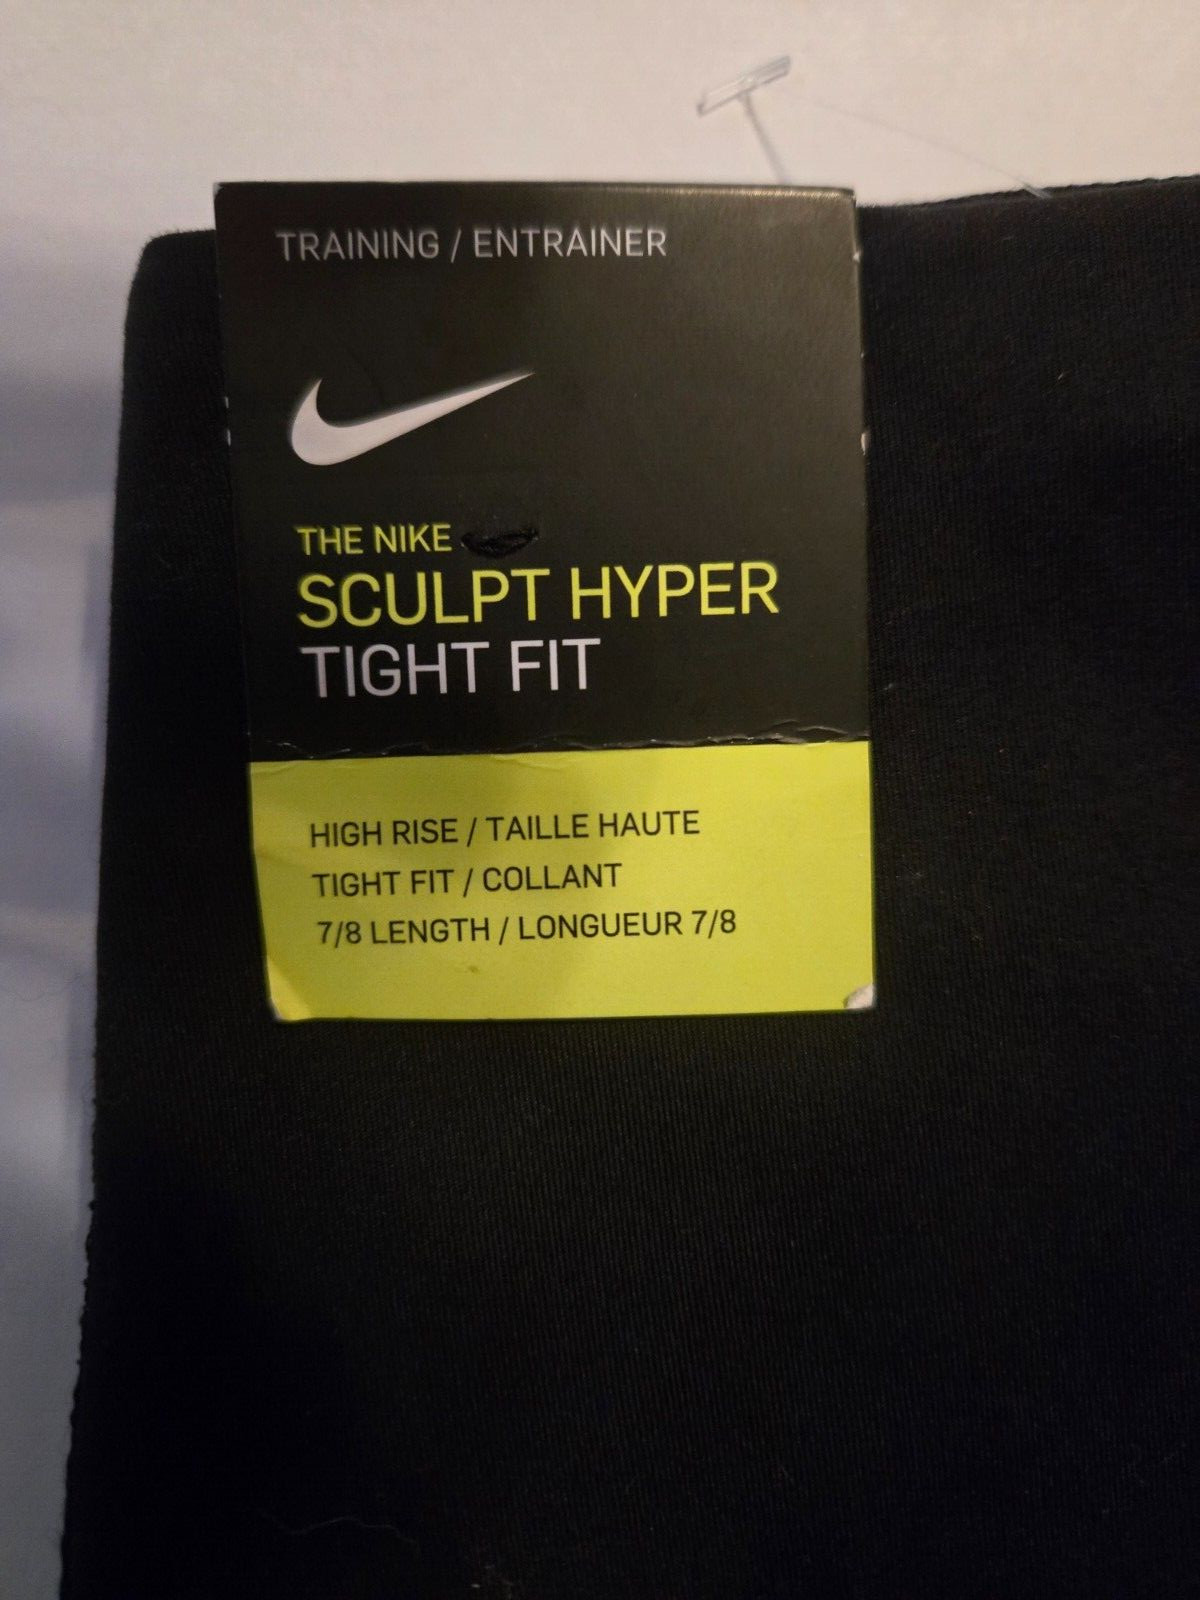 TRAINING / ENTRAINER
THE NIKE
SCULPT HYPER
TIGHT FIT
HIGH RISE / TAILLE HAUTE
TIGHT FIT / COLLANT
7/8 LENGTH / LONGUEUR 7/8